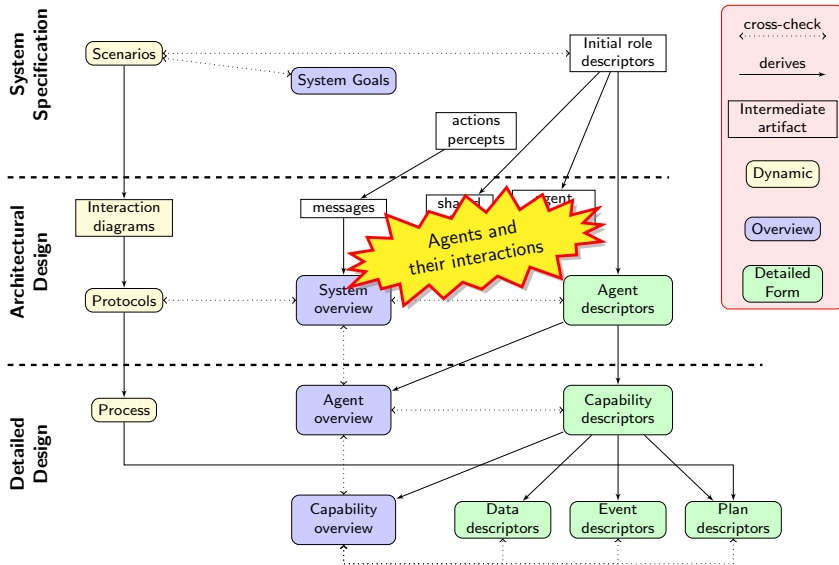 System
Specification
Scenarios
System Goals
Initial role
descriptors
actions
percepts
Architectural
Design
Interaction
diagrams
messages
Agents and
their interactions
Protocols
System
overview
Agent
descriptors
Detailed
Design
Process
Agent
overview
Capability
descriptors
Capability
overview
Data
descriptors
Event
descriptors
Plan
descriptors
cross-check
derives
Intermediate
artifact
Dynamic
Overview
Detailed
Form